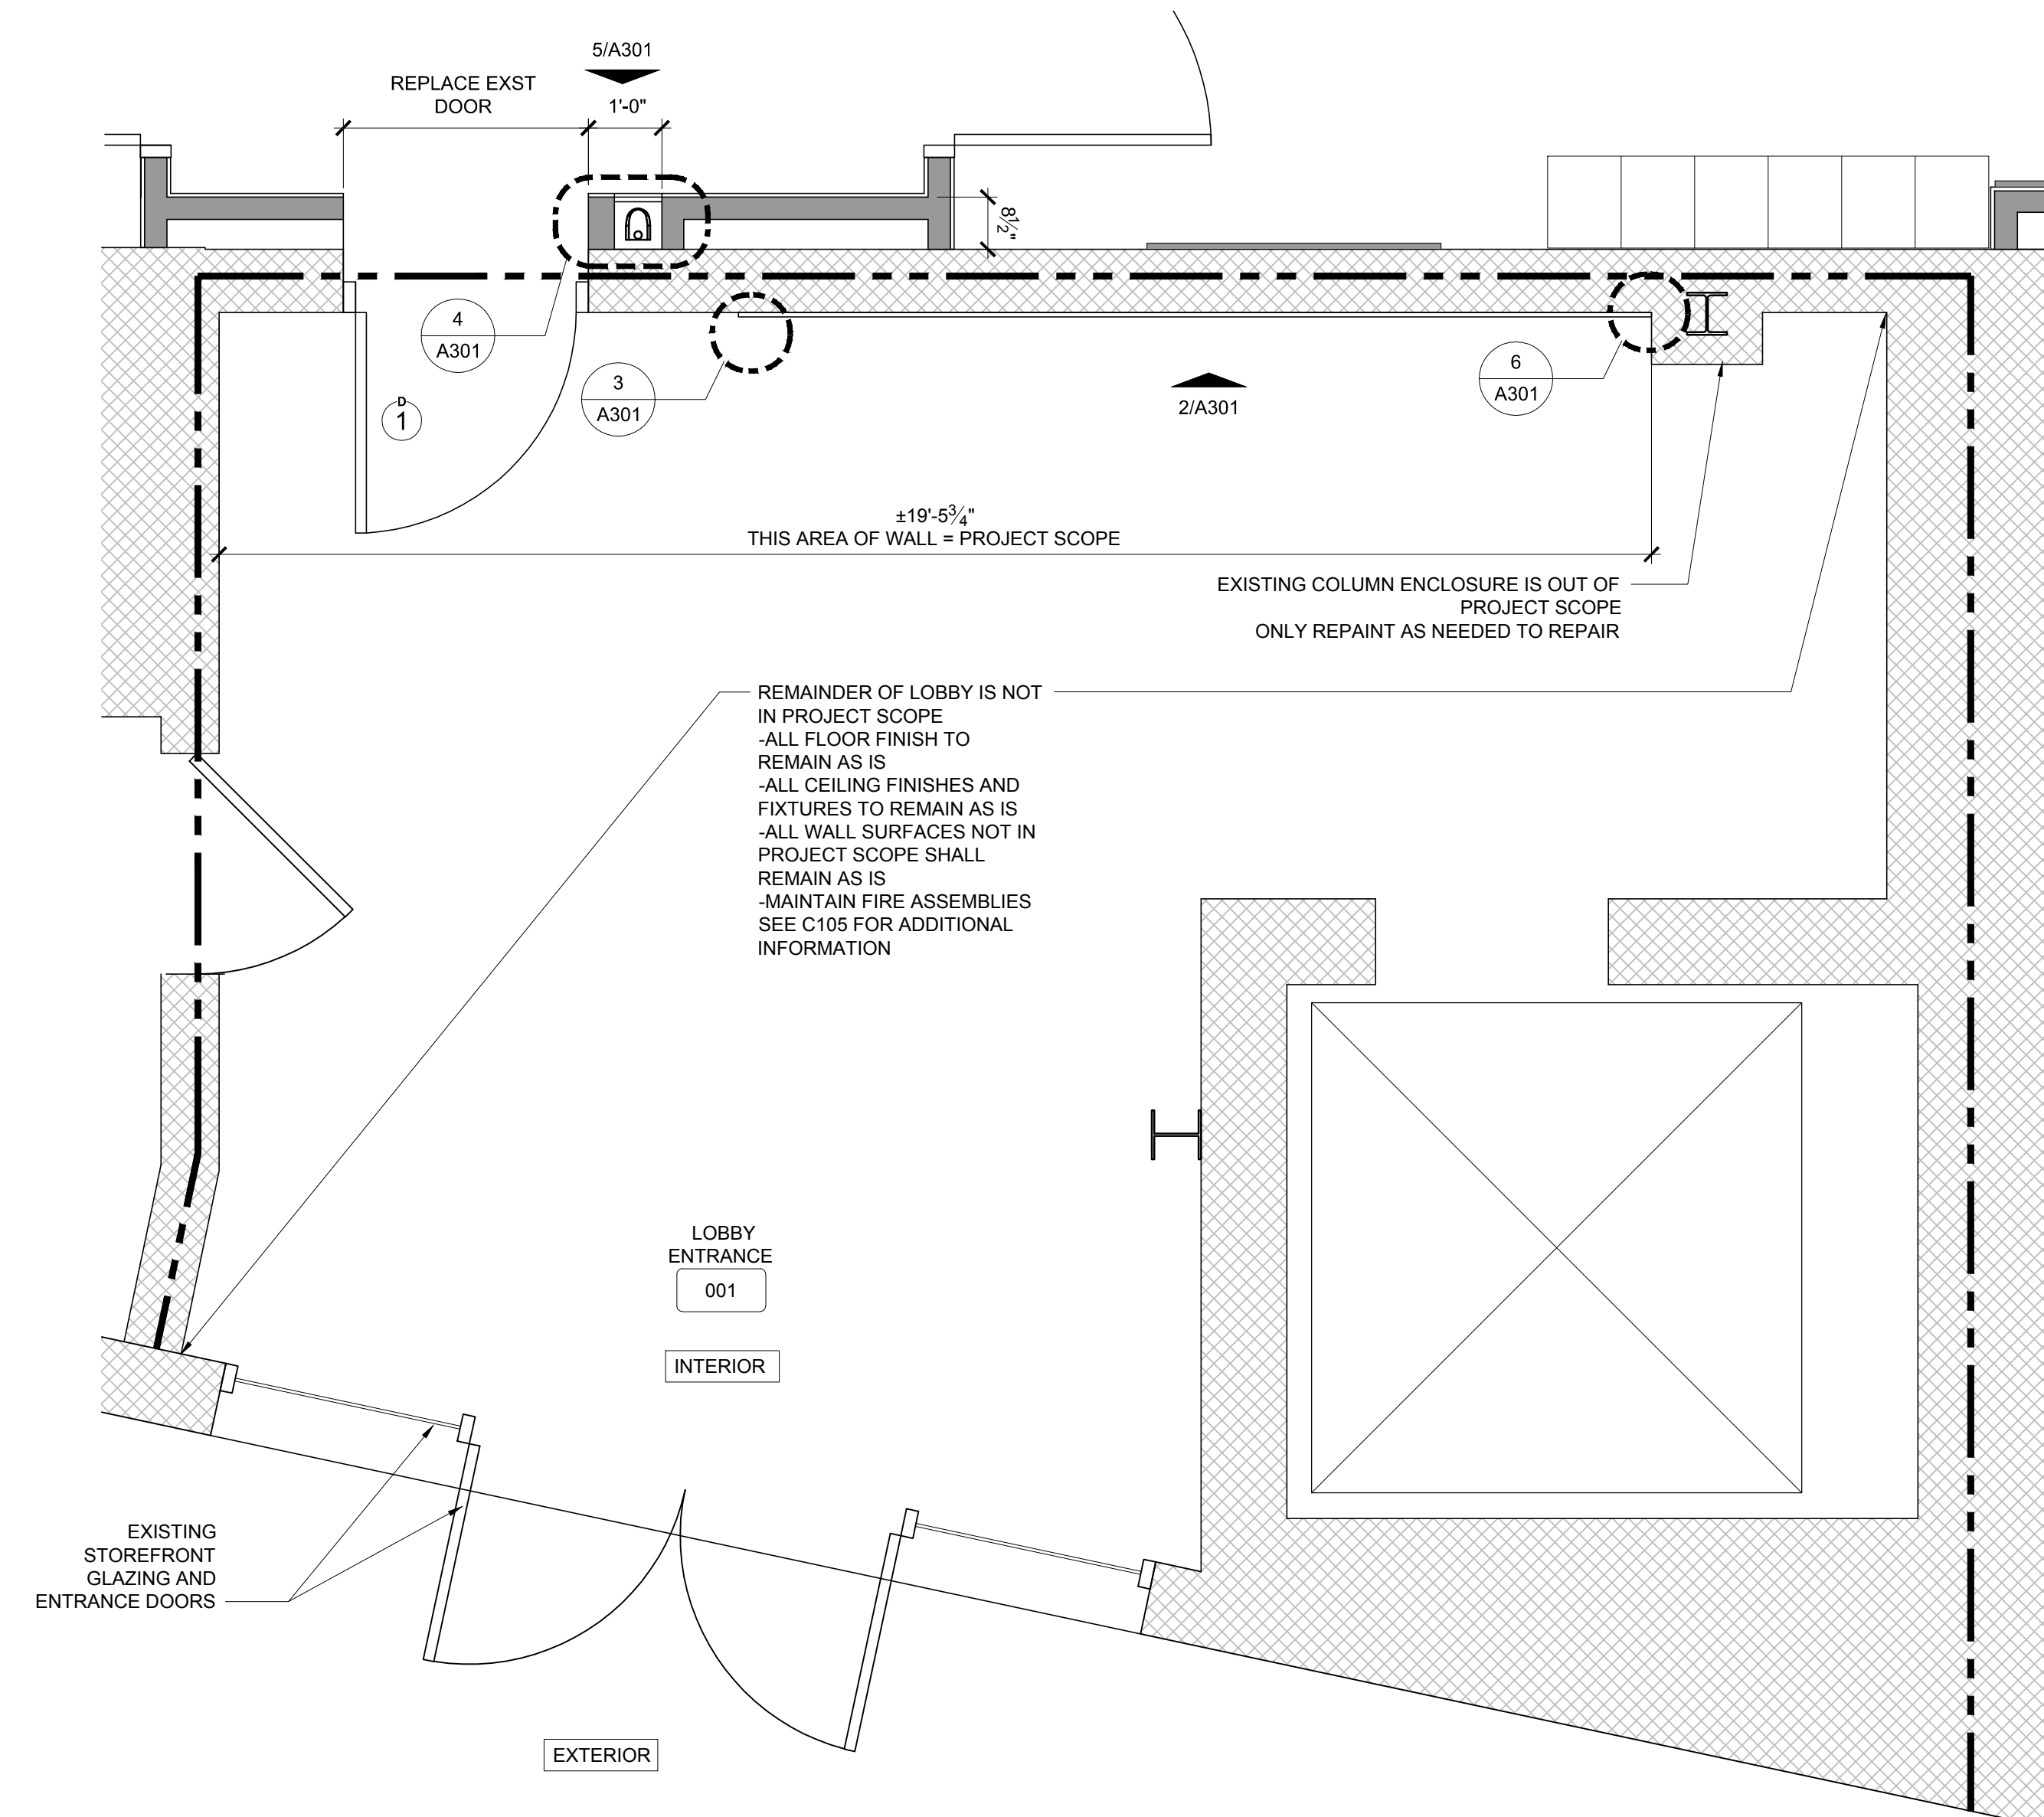 5/A301
REPLACE EXST
DOOR
1'-0"
8½"
4
A301
3
A301
D
1
2/A301
6
A301
±19'-5¾"
THIS AREA OF WALL = PROJECT SCOPE
EXISTING COLUMN ENCLOSURE IS OUT OF
PROJECT SCOPE
ONLY REPAINT AS NEEDED TO REPAIR
REMAINDER OF LOBBY IS NOT
IN PROJECT SCOPE
-ALL FLOOR FINISH TO
REMAIN AS IS
-ALL CEILING FINISHES AND
FIXTURES TO REMAIN AS IS
-ALL WALL SURFACES NOT IN
PROJECT SCOPE SHALL
REMAIN AS IS
-MAINTAIN FIRE ASSEMBLIES
SEE C105 FOR ADDITIONAL
INFORMATION
LOBBY
ENTRANCE
001
INTERIOR
EXISTING
STOREFRONT
GLAZING AND
ENTRANCE DOORS
EXTERIOR